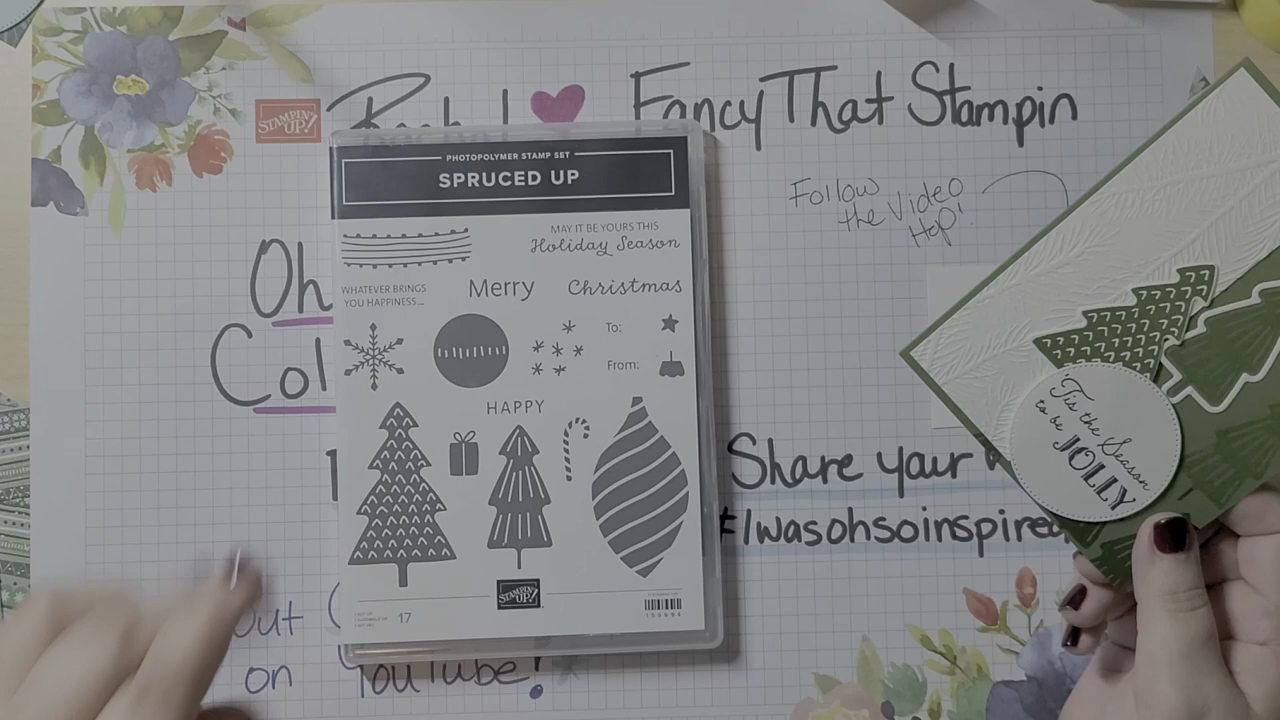 STAMPIN' UP!
Fancy That Stampin
Follow
the Video
Hop!
PHOTOPOLYMER STAMP SET
SPRUCED UP
MAY IT BE YOURS THIS
Holiday Season
WHATEVER BRINGS
YOU HAPPINESS....
Merry
Christmas
To:
From:
HAPPY
STAMPIN' UP!
17
Oh
Col
'Tis the Season
to be
JOLLY
Share your
#Iwasohsoinspired
out
on YouTube!